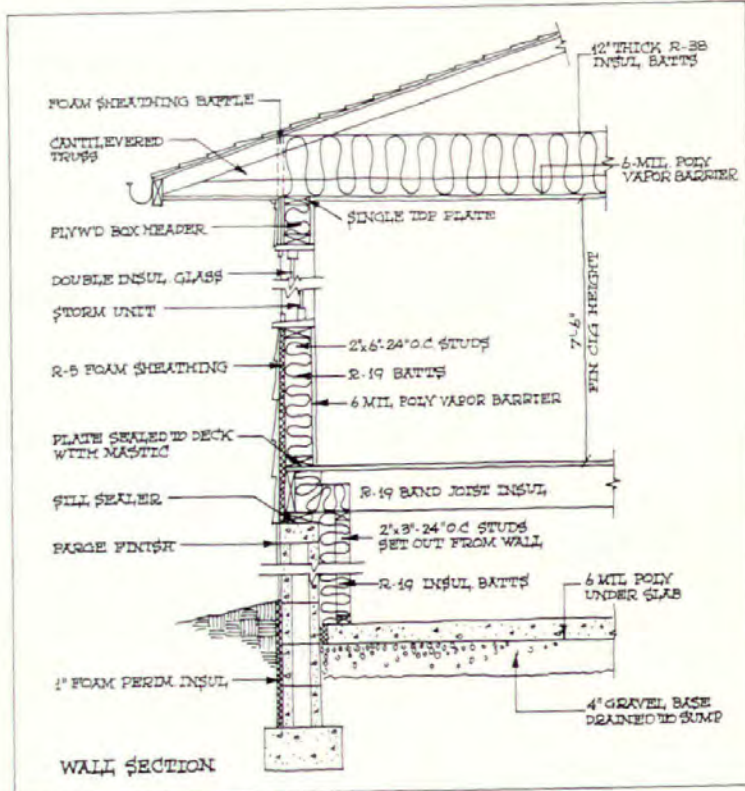 12" THICK R-38
INSUL BATTS
FOAM SHEATHING BAFFLE
CANTILEVERED
TRUSS
6-MIL POLY
VAPOR BARRIER
SINGLE TOP PLATE
PLYW'D BOX HEADER
DOUBLE INSUL GLASS
STORM UNIT
7'-6"
FIN CLG HEIGHT
2"x6"-24" O.C. STUDS
R-5 FOAM SHEATHING
R-19 BATTS
6 MIL POLY VAPOR BARRIER
PLATE SEALED TO DECK
WITH MASTIC
R-19 BAND JOIST INSUL
SILL SEALER
2"x3"-24" O.C. STUDS
SET OUT FROM WALL
PARGE FINISH
R-19 INSUL BATTS
6 MIL POLY
UNDER SLAB
1" FOAM PERIM. INSUL
4" GRAVEL BASE
DRAINED TO SUMP
WALL SECTION